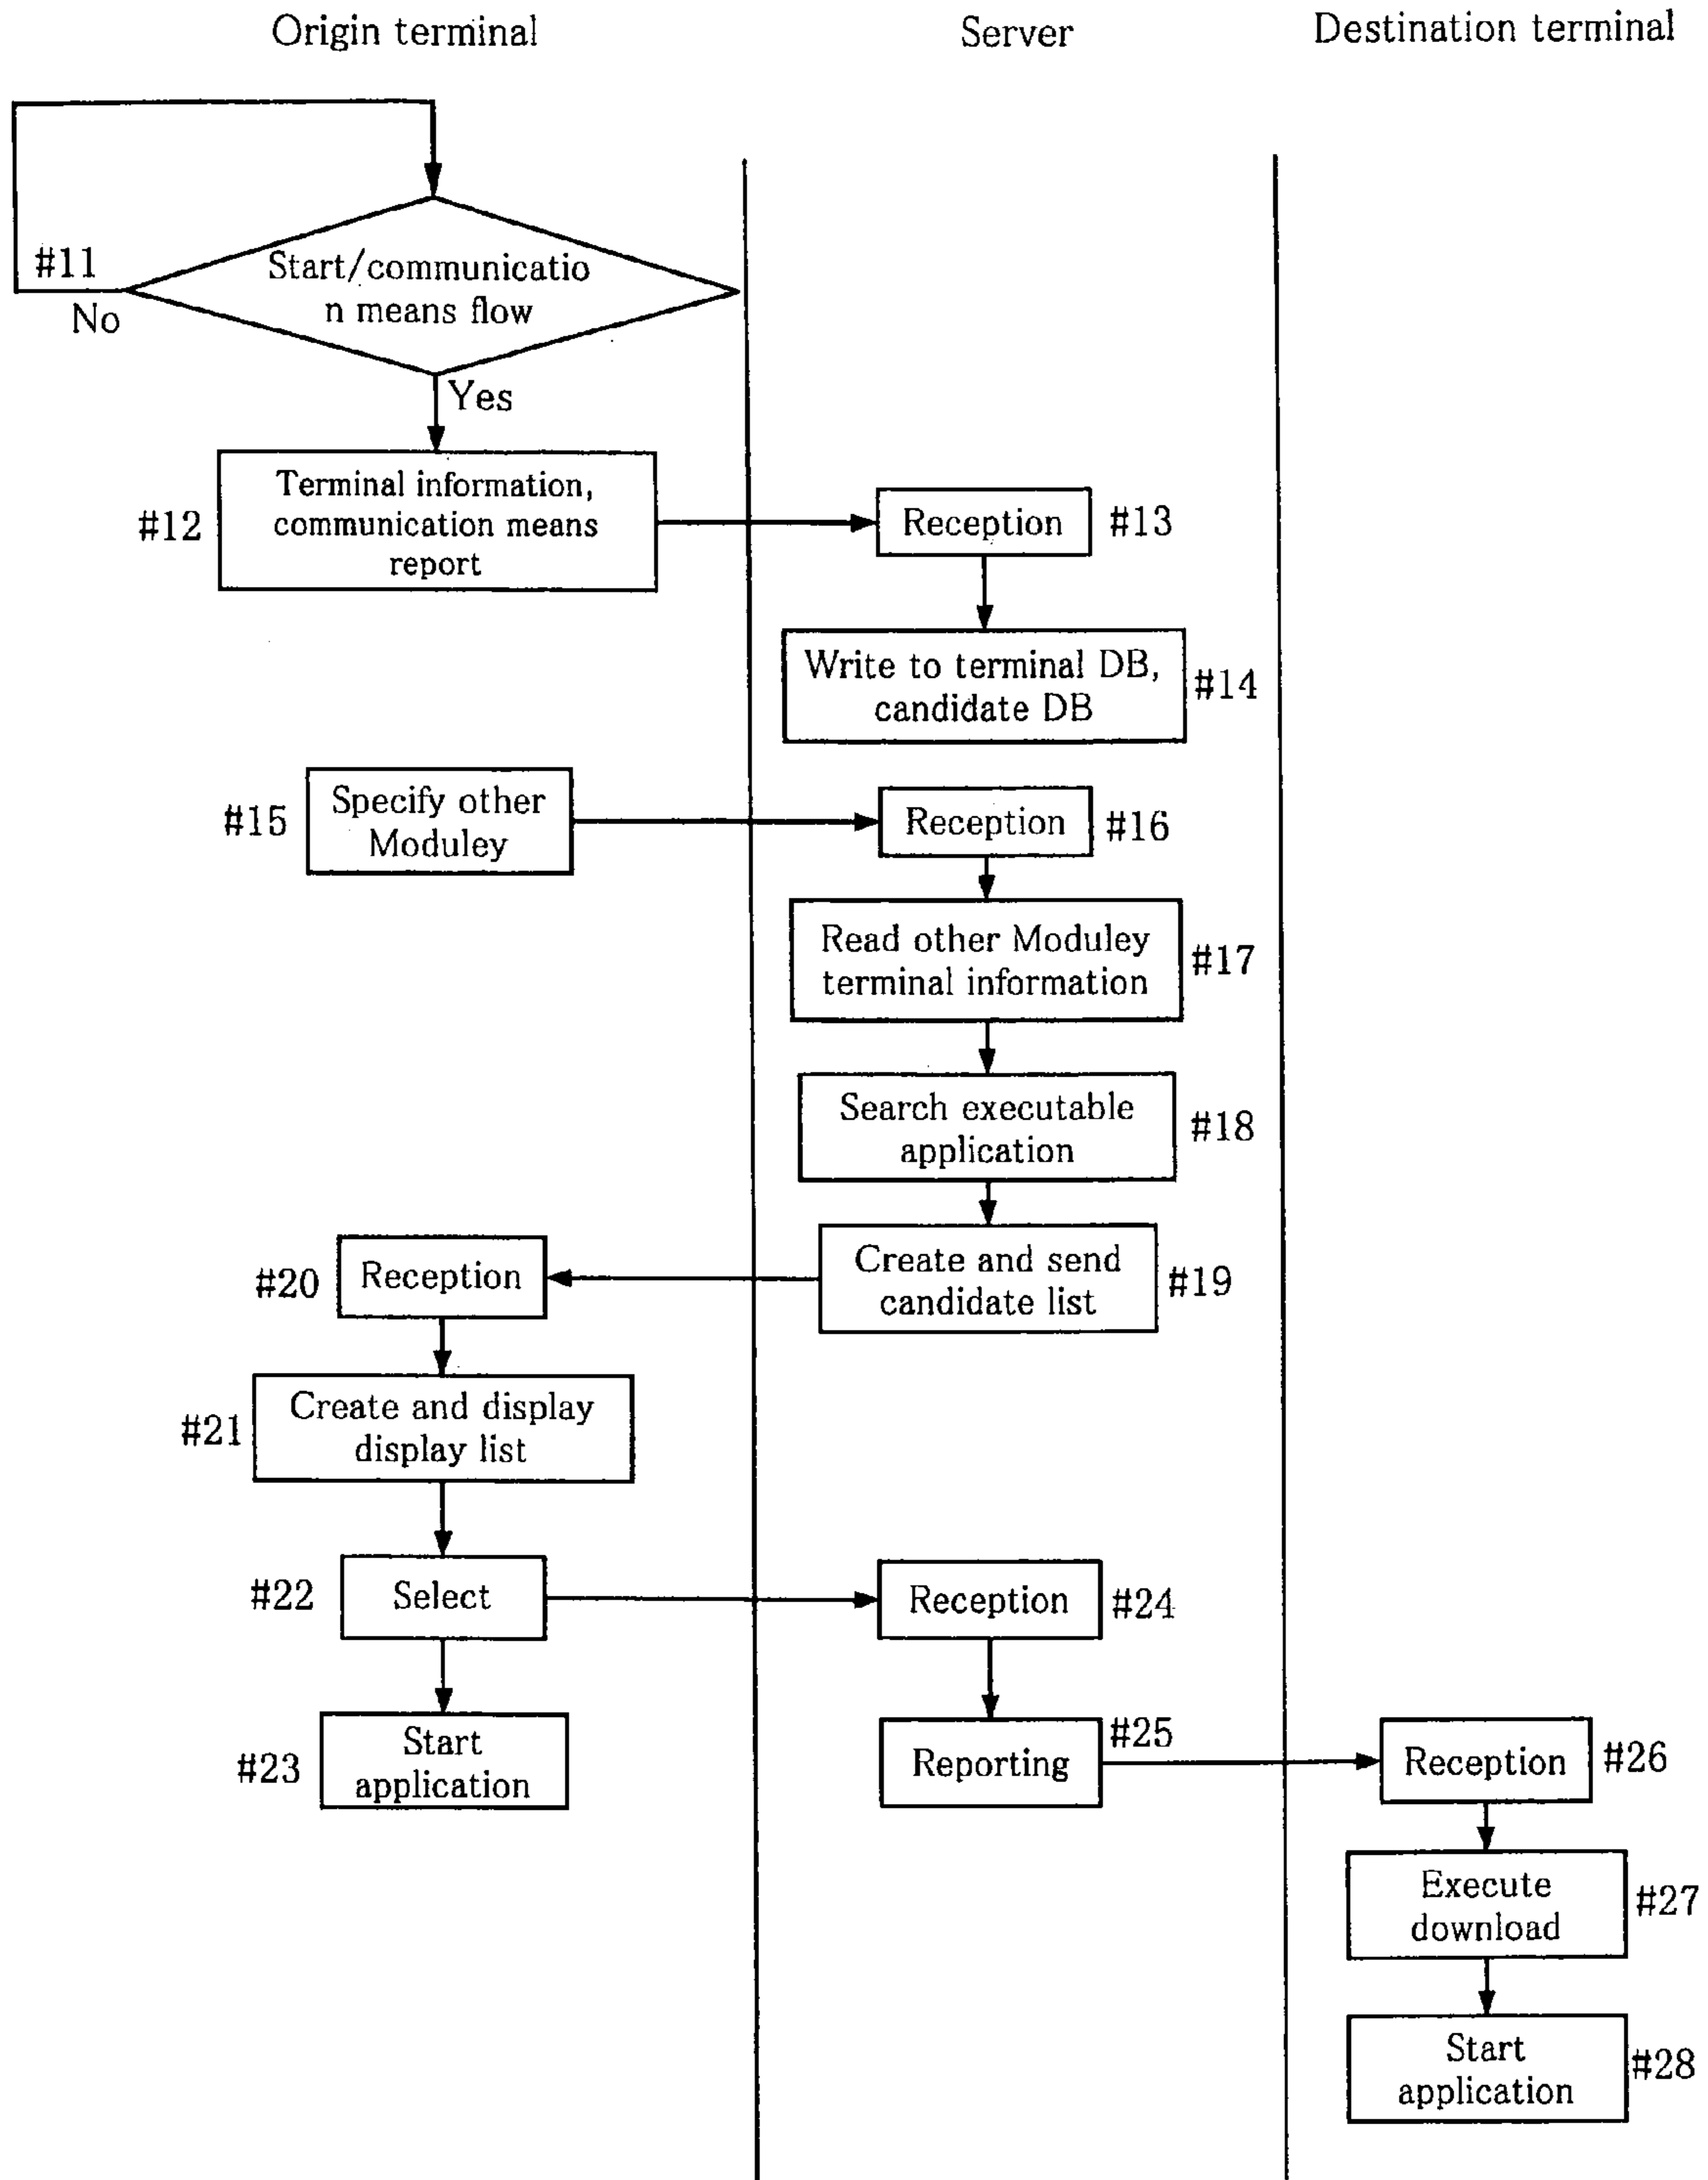 Origin terminal
Server
Destination terminal
#11
Start/communicatio
n means flow
No
Yes
#12
Terminal information,
communication means
report
Reception
#13
Write to terminal DB,
candidate DB
#14
#15
Specify other
Moduley
Reception
#16
Read other Moduley
terminal information
#17
Search executable
application
#18
Create and send
candidate list
#19
#20
Reception
#21
Create and display
display list
#22
Select
Reception
#24
#23
Start
application
Reporting
#25
Reception
#26
Execute
download
#27
Start
application
#28